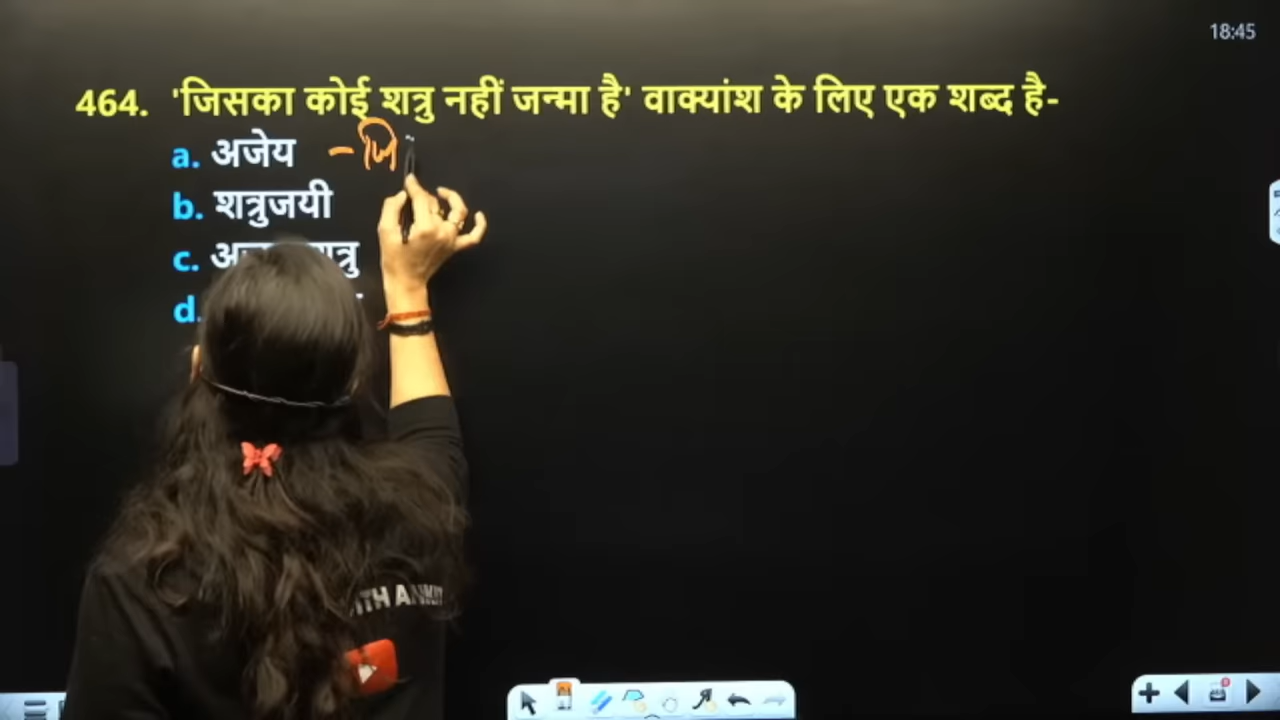 18:45
464. 'जिसका कोई शत्रु नहीं जन्मा है' वाक्यांश के लिए एक शब्द है-
a. अजेय - जि
b. शत्रुजयी
c.
d.